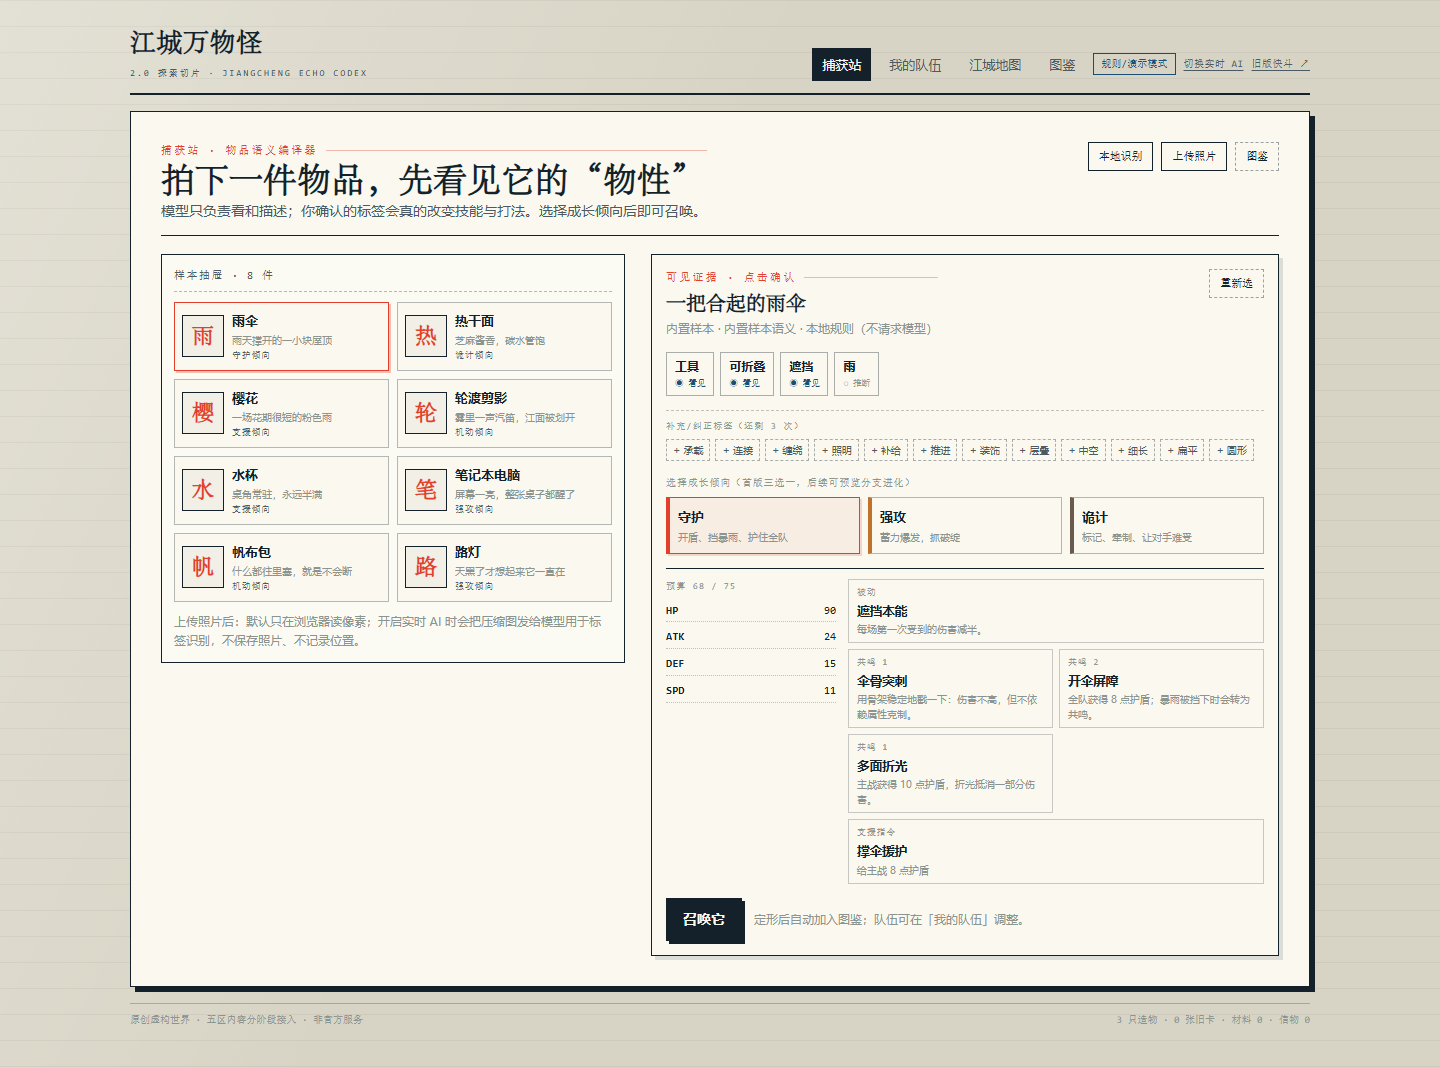 江城万物怪
2.0 探索切片 · JIANGCHENG ECHO CODEX
捕获站
我的队伍
江城地图
图鉴
规则/演示模式
切换实时 AI
旧版快斗 ↗
捕获站 · 物品语义编译器
拍下一件物品，先看见它的“物性”
模型只负责看和描述；你确认的标签会真的改变技能与打法。选择成长倾向后即可召唤。
本地识别
上传照片
图鉴
样本抽屉 · 8 件
雨
雨伞
雨天撑开的一小块屋顶
守护倾向
热
热干面
芝麻酱香，碳水管饱
诡计倾向
樱
樱花
一场花期很短的粉色雨
支援倾向
轮
轮渡剪影
雾里一声汽笛，江面被划开
机动倾向
水
水杯
桌角常驻，永远半满
支援倾向
笔
笔记本电脑
屏幕一亮，整张桌子都醒了
强攻倾向
帆
帆布包
什么都往里塞，就是不会断
机动倾向
路
路灯
天黑了才想起来它一直在
强攻倾向
上传照片后：默认只在浏览器读像素；开启实时 AI 时会把压缩图发给模型用于标
签识别，不保存照片、不记录位置。
可见证据 · 点击确认
一把合起的雨伞
内置样本 · 内置样本语义 · 本地规则（不请求模型）
重新选
工具
◉ 看见
可折叠
◉ 看见
遮挡
◉ 看见
雨
○ 推断
补充/纠正标签（还剩 3 次）
+ 承载
+ 连接
+ 缠绕
+ 照明
+ 补给
+ 推进
+ 装饰
+ 层叠
+ 中空
+ 细长
+ 扁平
+ 圆形
选择成长倾向（首版三选一，后续可预览分支进化）
守护
开盾、挡暴雨、护住全队
强攻
蓄力爆发，抓破绽
诡计
标记、牵制、让对手难受
预算 68 / 75
HP 90
ATK 24
DEF 15
SPD 11
被动
遮挡本能
每场第一次受到的伤害减半。
共鸣 1
伞骨突刺
用骨架稳定地戳一下：伤害不高，但不依
赖属性克制。
共鸣 2
开伞屏障
全队获得 8 点护盾；暴雨被挡下时会转为
共鸣。
共鸣 1
多面折光
主战获得 10 点护盾，折光抵消一部分伤
害。
支援指令
撑伞援护
给主战 8 点护盾
召唤它
定形后自动加入图鉴；队伍可在「我的队伍」调整。
原创虚构世界 · 五区内容分阶段接入 · 非官方服务
3 只造物 · 0 张旧卡 · 材料 0 · 信物 0